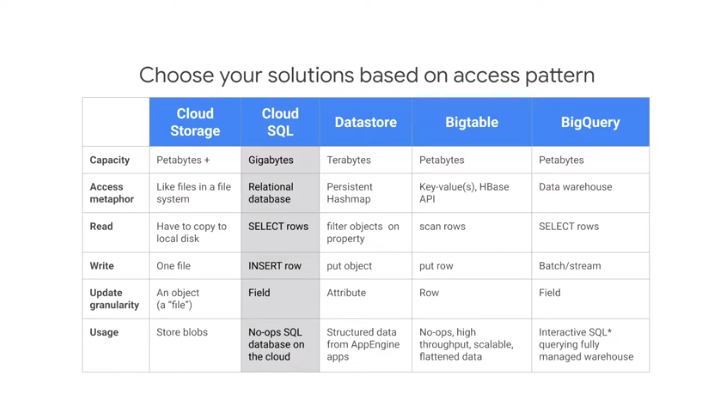 Choose your solutions based on access pattern
Cloud Storage Cloud SQL Datastore Bigtable BigQuery
Capacity Petabytes + Gigabytes Terabytes Petabytes Petabytes
Access metaphor Like files in a file system Relational database Persistent Hashmap Key-value(s), HBase API Data warehouse
Read Have to copy to local disk SELECT rows filter objects on property scan rows SELECT rows
Write One file INSERT row put object put row Batch/stream
Update granularity An object (a “file”) Field Attribute Row Field
Usage Store blobs No-ops SQL database on the cloud Structured data from AppEngine apps No-ops, high throughput, scalable, flattened data Interactive SQL* querying fully managed warehouse